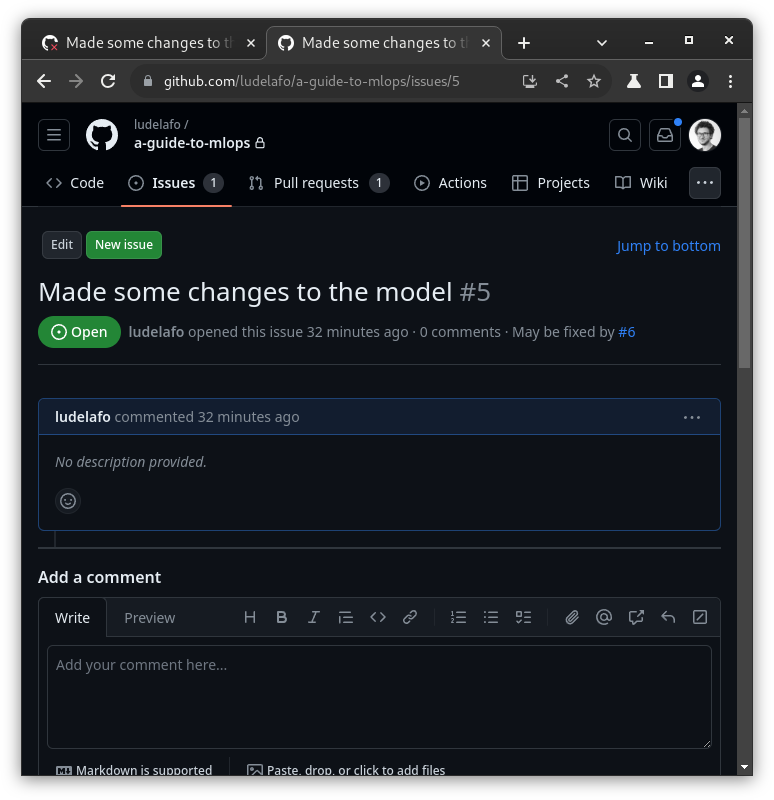 Made some changes to th
Made some changes to th
github.com/ludelafo/a-guide-to-mlops/issues/5
ludelafo /
a-guide-to-mlops
Code
Issues 1
Pull requests 1
Actions
Projects
Wiki
Edit
New issue
Jump to bottom
Made some changes to the model #5
Open
ludelafo opened this issue 32 minutes ago · 0 comments · May be fixed by #6
ludelafo commented 32 minutes ago
No description provided.
Add a comment
Write
Preview
Add your comment here...
Markdown is supported
Paste, drop, or click to add files